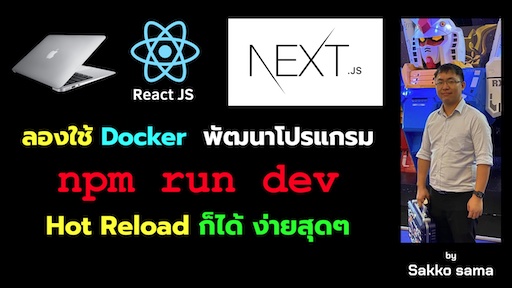 React JS
NEXT.JS
RX
ลองใช้ Docker พัฒนาโปรแกรม
npm run dev
Hot Reload ก็ได้ ง่ายสุดๆ
by
Sakko sama